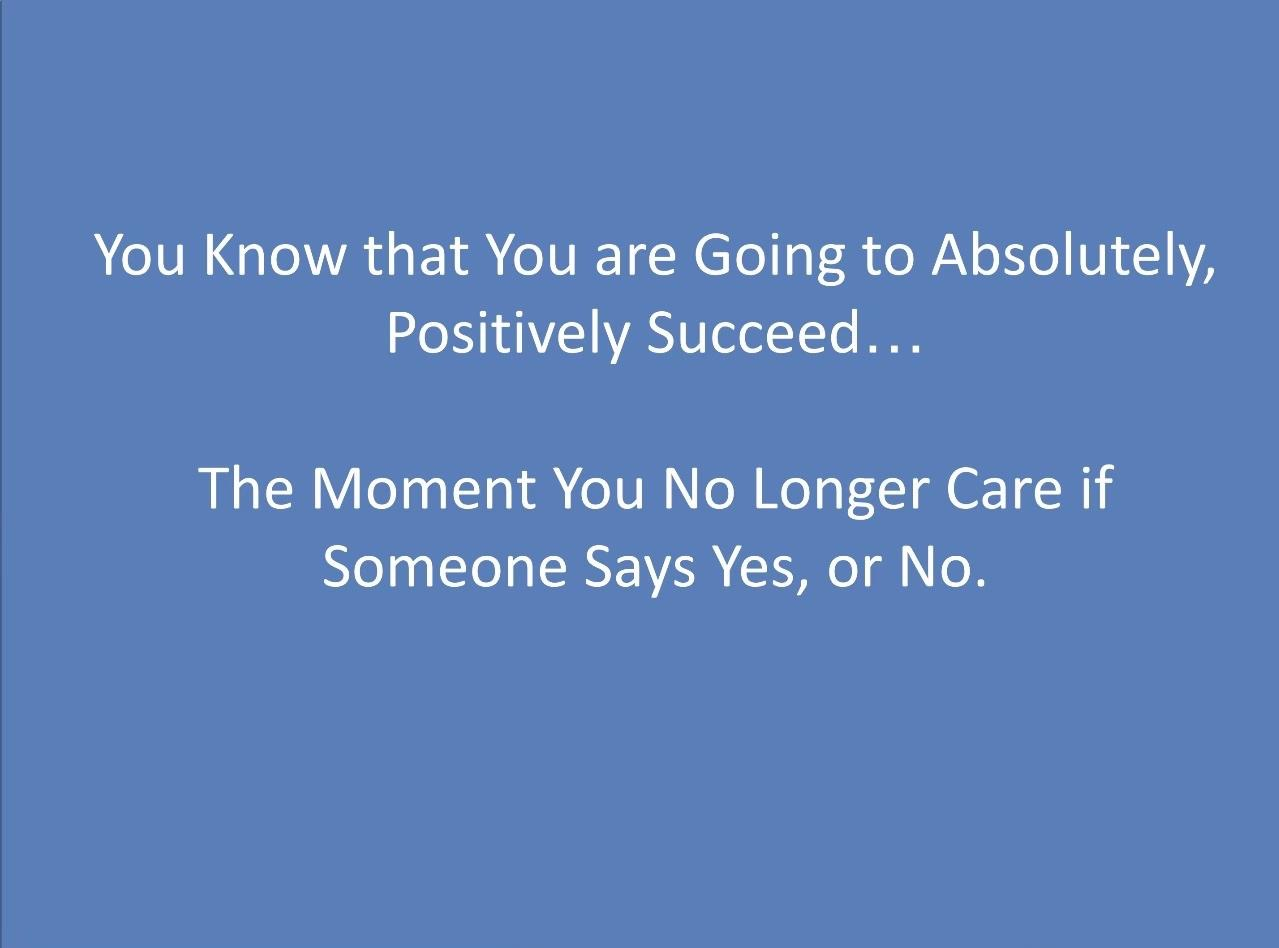 You Know that You are Going to Absolutely,
Positively Succeed...
The Moment You No Longer Care if
Someone Says Yes, or No.